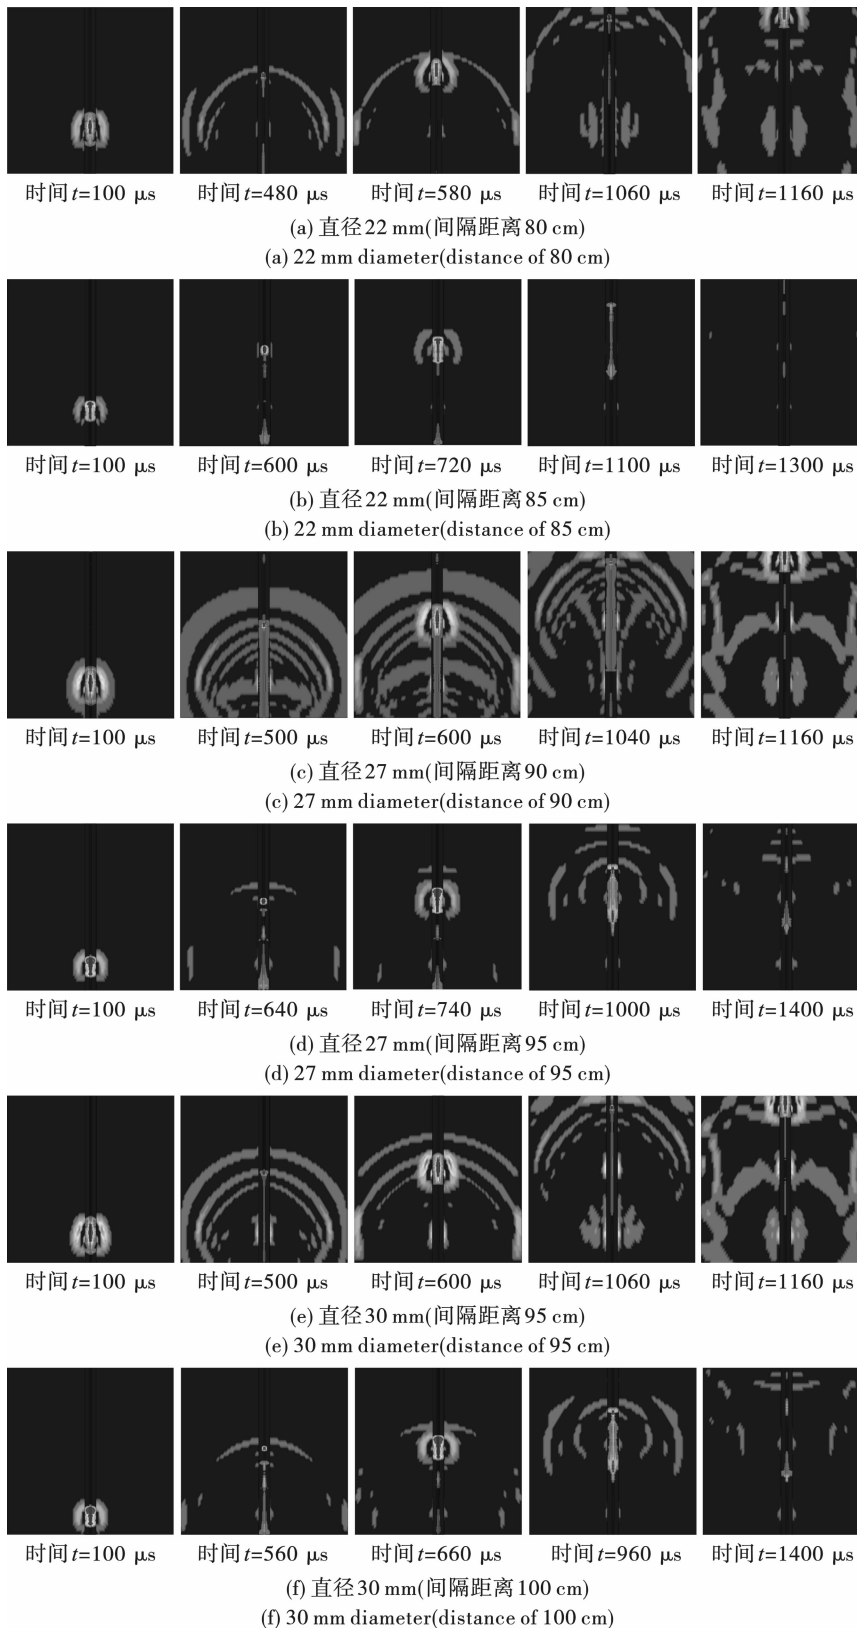 时间t=100 μs 时间t=480 μs 时间t=580 μs 时间t=1060 μs 时间t=1160 μs
(a) 直径22 mm(间隔距离80 cm)
(a) 22 mm diameter(distance of 80 cm)
时间t=100 μs 时间t=600 μs 时间t=720 μs 时间t=1100 μs 时间t=1300 μs
(b) 直径22 mm(间隔距离85 cm)
(b) 22 mm diameter(distance of 85 cm)
时间t=100 μs 时间t=500 μs 时间t=600 μs 时间t=1040 μs 时间t=1160 μs
(c) 直径27 mm(间隔距离90 cm)
(c) 27 mm diameter(distance of 90 cm)
时间t=100 μs 时间t=640 μs 时间t=740 μs 时间t=1000 μs 时间t=1400 μs
(d) 直径27 mm(间隔距离95 cm)
(d) 27 mm diameter(distance of 95 cm)
时间t=100 μs 时间t=500 μs 时间t=600 μs 时间t=1060 μs 时间t=1160 μs
(e) 直径30 mm(间隔距离95 cm)
(e) 30 mm diameter(distance of 95 cm)
时间t=100 μs 时间t=560 μs 时间t=660 μs 时间t=960 μs 时间t=1400 μs
(f) 直径30 mm(间隔距离100 cm)
(f) 30 mm diameter(distance of 100 cm)